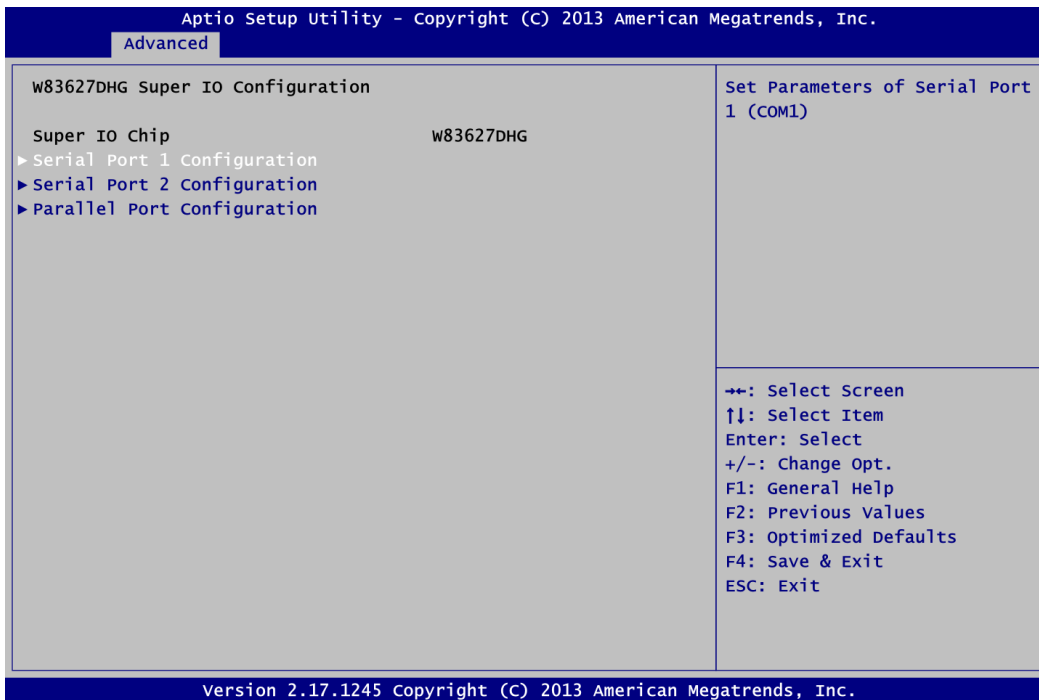 Aptio Setup Utility – Copyright (C) 2013 American Megatrends, Inc.
Advanced
W83627DHG Super IO Configuration
Super IO Chip W83627DHG
▶ Serial Port 1 Configuration
▶ Serial Port 2 Configuration
▶ Parallel Port Configuration
Set Parameters of Serial Port
1 (COM1)
→←: Select Screen
↑↓: Select Item
Enter: Select
+/-: Change Opt.
F1: General Help
F2: Previous Values
F3: Optimized Defaults
F4: Save & Exit
ESC: Exit
Version 2.17.1245 Copyright (C) 2013 American Megatrends, Inc.